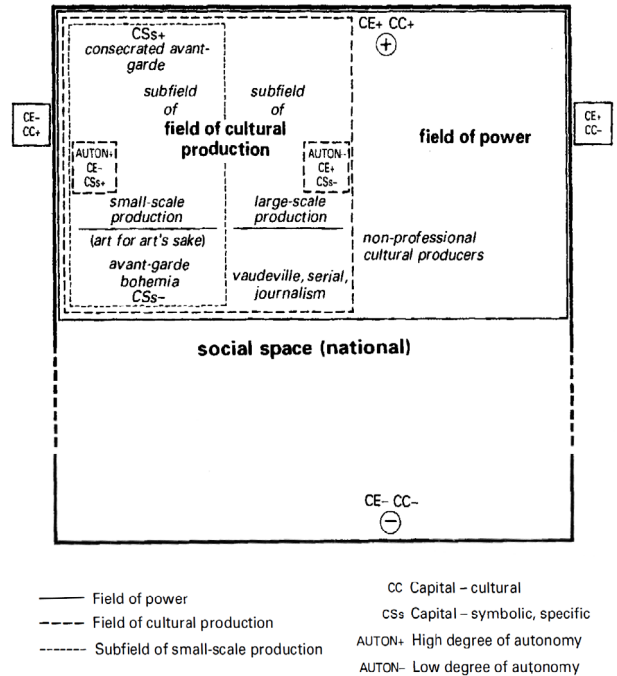 CE+ CC+
+
CSs+
consecrated avant-
garde
subfield
of
subfield
of
field of cultural
production
field of power
CE–
CC+
CE+
CC–
AUTON+
CE–
CSs+
AUTON–
CE+
CSs–
small-scale
production
large-scale
production
(art for art's sake)
non-professional
cultural producers
avant-garde
bohemia
CSs–
vaudeville, serial,
journalism
social space (national)
CE– CC–
–
Field of power
Field of cultural production
Subfield of small-scale production
CC Capital – cultural
CSs Capital – symbolic, specific
AUTON+ High degree of autonomy
AUTON– Low degree of autonomy